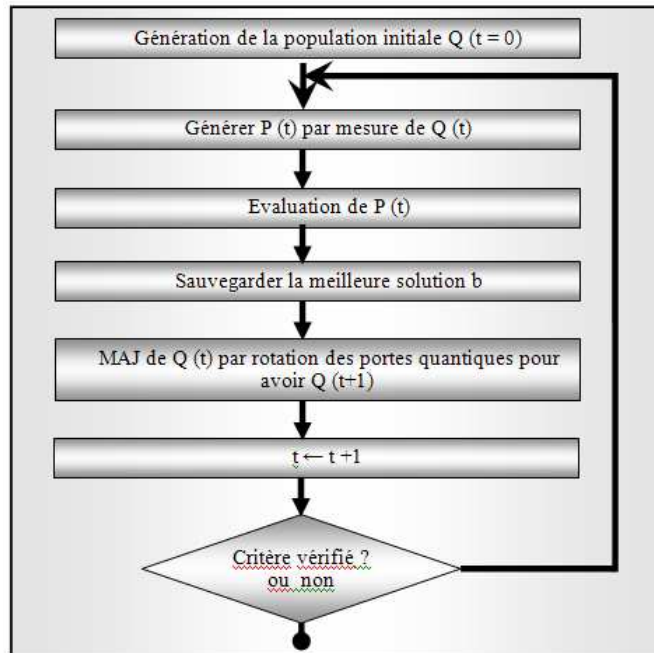 Génération de la population initiale Q (t = 0)
Générer P (t) par mesure de Q (t)
Evaluation de P (t)
Sauvegarder la meilleure solution b
MAJ de Q (t) par rotation des portes quantiques pour
avoir Q (t+1)
t ← t +1
Critère vérifié ?
ou non